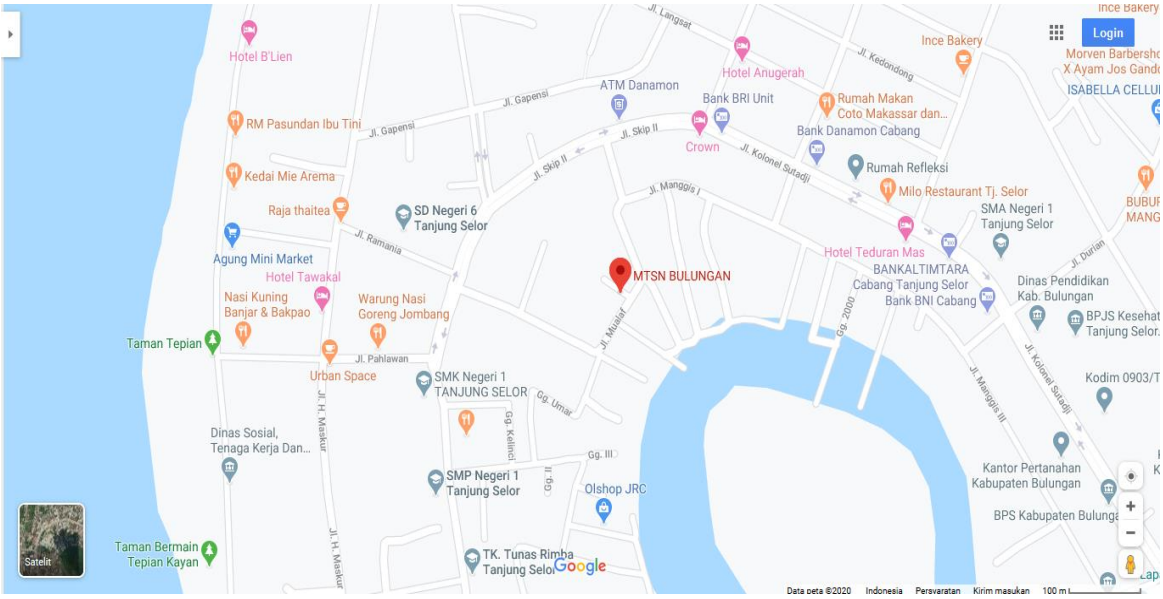 Ince Bakery
Jl. Langsat
Login
Hotel B'Lien
Ince Bakery
Jl. Kedondong
Morven Barbersho
X Ayam Jos Gando
Hotel Anugerah
ISABELLA CELLUL
ATM Danamon
Jl. Gapensi
Bank BRI Unit
Rumah Makan
Coto Makassar dan...
RM Pasundan Ibu Tini
Jl. Gapensi
Jl. Skip II
Bank Danamon Cabang
Crown
Jl. Kolonel Sutadji
Jl. Skip II
Rumah Refleksi
Kedai Mie Arema
Jl. Manggis I
Milo Restaurant Tj. Selor
BUBUR
MANG
Raja thaitea
SD Negeri 6
Tanjung Selor
SMA Negeri 1
Tanjung Selor
Jl. Ramania
Hotel Teduran Mas
Jl. Durian
Agung Mini Market
BANKALTIMTARA
Cabang Tanjung Selor
MTSN BULUNGAN
Hotel Tawakal
Dinas Pendidikan
Kab. Bulungan
Nasi Kuning
Banjar & Bakpao
Warung Nasi
Goreng Jombang
Bank BNI Cabang
Gg. 2000
BPJS Kesehat
Tanjung Selor...
Jl. Mualaf
Taman Tepian
Jl. Pahlawan
Urban Space
SMK Negeri 1
TANJUNG SELOR
Jl. Kolonel Sutadji
Kodim 0903/T
Jl. H. Maskur
Gg. Umar
Jl. Manggis III
Gg. Kelinci
Dinas Sosial,
Tenaga Kerja Dan...
Gg. III
Gg. II
SMP Negeri 1
Tanjung Selor
Kantor Pertanahan
Kabupaten Bulungan
Olshop JRC
BPS Kabupaten Bulunga
Jl. H. Maskur
Taman Bermain
Tepian Kayan
TK. Tunas Rimba
Tanjung Selor
Google
Satelit
Data peta ©2020 Indonesia Persyaratan Kirim masukan 100 m